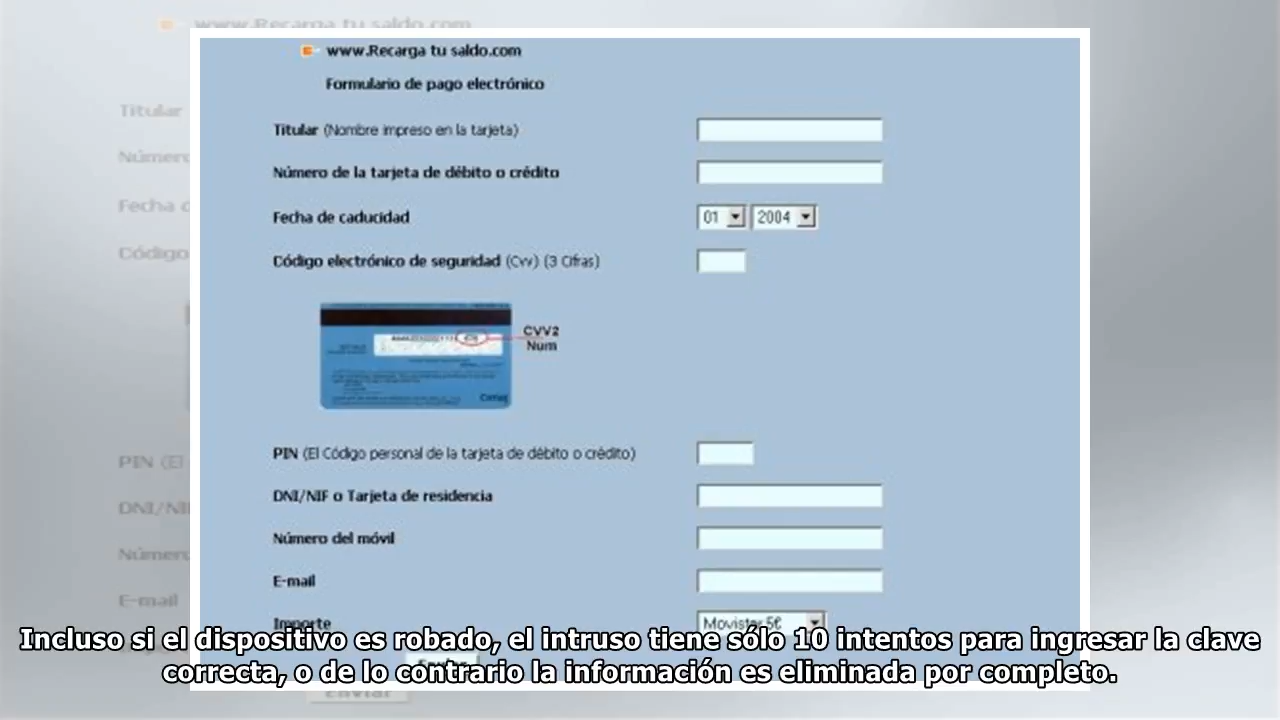 www.Recarga tu saldo.com
Formulario de pago electrónico
Titular (Nombre impreso en la tarjeta)
Número de la tarjeta de débito o crédito
Fecha de caducidad 01 2004
Código electrónico de seguridad (Cvv) (3 Cifras)
CVV2
Num
PIN (El Código personal de la tarjeta de débito o crédito)
DNI/NIF o Tarjeta de residencia
Número del móvil
E-mail
Importe Movistar 5€
Incluso si el dispositivo es robado, el intruso tiene sólo 10 intentos para ingresar la clave
correcta, o de lo contrario la información es eliminada por completo.
Enviar